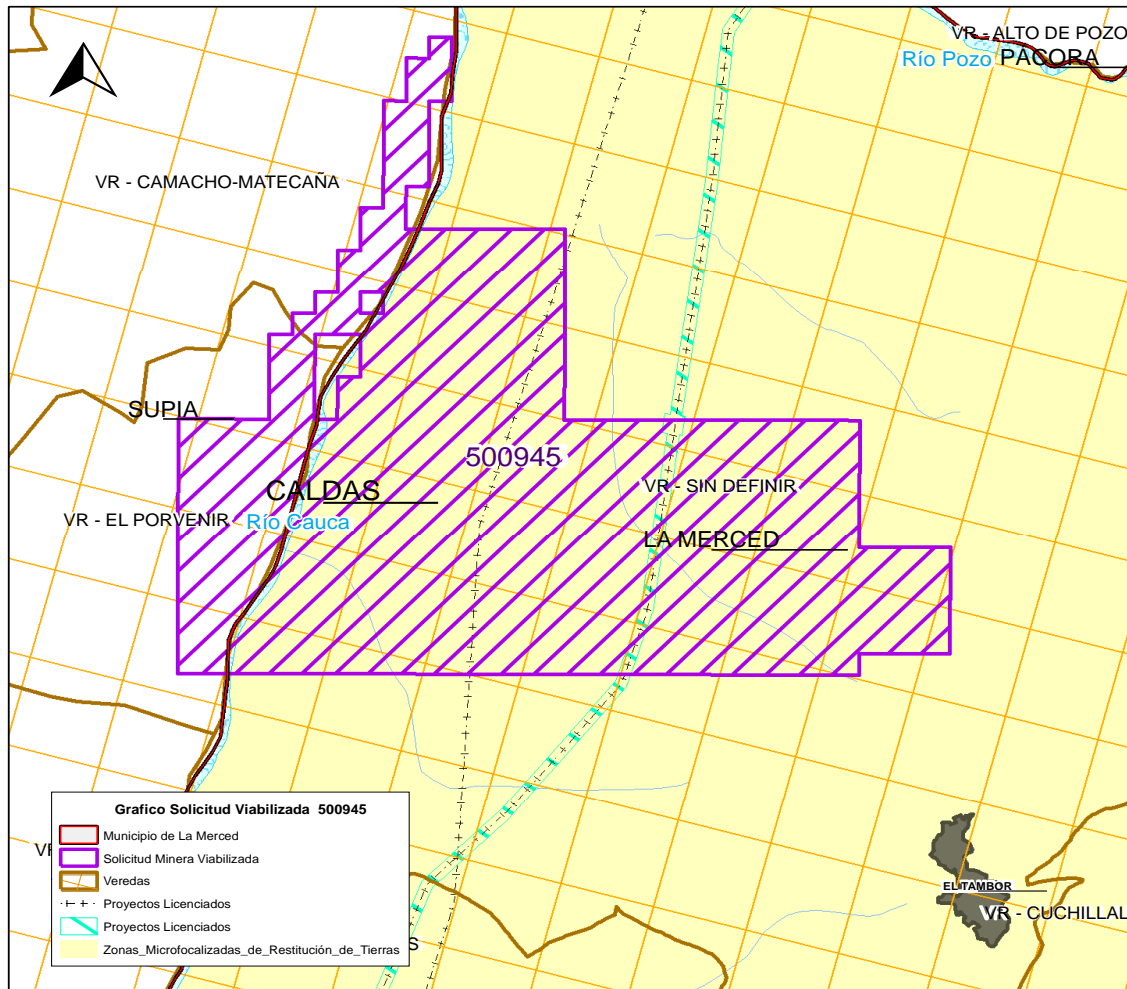 VR - ALTO DE POZO
Río Pozo PÁCORA
VR - CAMACHO-MATECAÑA
SUPIA
500945
CALDAS
VR - SIN DEFINIR
VR - EL PORVENIR Río Cauca
LA MERCED
Grafico Solicitud Viabilizada 500945
Municipio de La Merced
Solicitud Minera Viabilizada
Veredas
Proyectos Licenciados
Proyectos Licenciados
Zonas_Microfocalizadas_de_Restitución_de_Tierras
EL TAMBOR
VR - CUCHILLAL